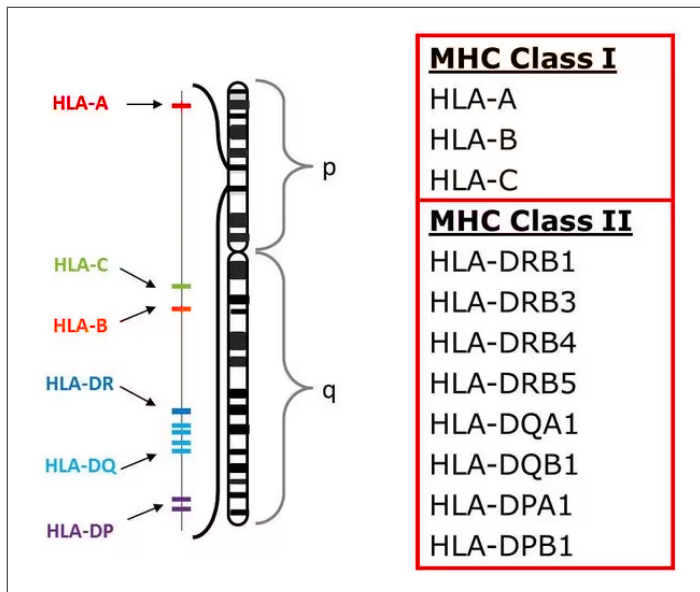 HLA-A
HLA-C
HLA-B
HLA-DR
HLA-DQ
HLA-DP
p
q
MHC Class I
HLA-A
HLA-B
HLA-C
MHC Class II
HLA-DRB1
HLA-DRB3
HLA-DRB4
HLA-DRB5
HLA-DQA1
HLA-DQB1
HLA-DPA1
HLA-DPB1